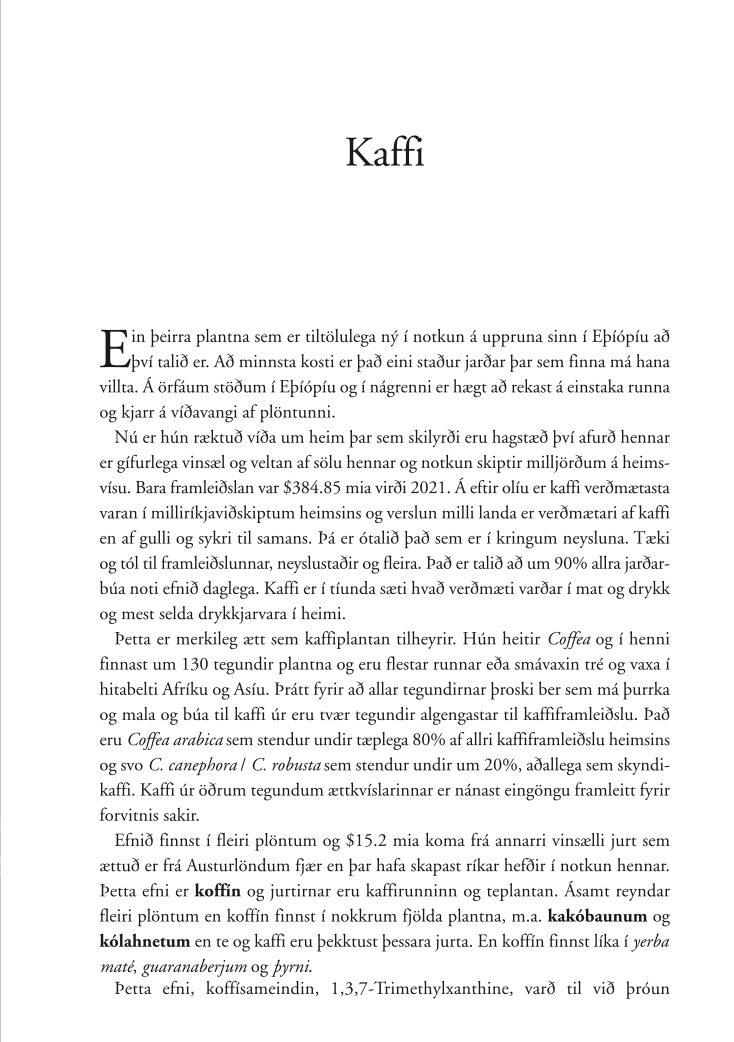 Kaffi
Ein þeirra plantna sem er tiltölulega ný í notkun á uppruna sinn í Eþíópíu að
því talið er. Að minnsta kosti er það eini staður jarðar þar sem finna má hana
villta. Á örfáum stöðum í Eþíópíu og í nágrenni er hægt að rekast á einstaka runna
og kjarr á víðavangi af plöntunni.
Nú er hún ræktuð víða um heim þar sem skilyrði eru hagstæð því afurð hennar
er gífurlega vinsæl og veltan af sölu hennar og notkun skiptir milljörðum á heims-
vísu. Bara framleiðslan var $384.85 mia virði 2021. Á eftir olíu er kaffi verðmætasta
varan í milliríkjaviðskiptum heimsins og verslun milli landa er verðmætari af kaffi
en af gulli og sykri til samans. Þá er ótalið það sem er í kringum neysluna. Tæki
og tól til framleiðslunnar, neyslustaðir og fleira. Það er talið að um 90% allra jarðar-
búa noti efnið daglega. Kaffi er í tíunda sæti hvað verðmæti varðar í mat og drykk
og mest selda drykkjarvara í heimi.
Þetta er merkileg ætt sem kaffiplantan tilheyrir. Hún heitir Coffea og í henni
finnast um 130 tegundir plantna og eru flestar runnar eða smávaxin tré og vaxa í
hitabelti Afríku og Asíu. Þrátt fyrir að allar tegundirnar þroski ber sem má þurrka
og mala og búa til kaffi úr eru tvær tegundir algengastar til kaffiframleiðslu. Það
eru Coffea arabica sem stendur undir tæplega 80% af allri kaffiframleiðslu heimsins
og svo C. canephora / C. robusta sem stendur undir um 20%, aðallega sem skyndi-
kaffi. Kaffi úr öðrum tegundum ættkvíslarinnar er nánast eingöngu framleitt fyrir
forvitnis sakir.
Efnið finnst í fleiri plöntum og $15.2 mia koma frá annarri vinsælli jurt sem
ættuð er frá Austurlöndum fjær en þar hafa skapast ríkar hefðir í notkun hennar.
Þetta efni er koffín og jurtirnar eru kaffirunninn og teplantan. Ásamt reyndar
fleiri plöntum en koffín finnst í nokkrum fjölda plantna, m.a. kakóbaunum og
kólahnetum en te og kaffi eru þekktust þessara jurta. En koffín finnst líka í yerba
maté, guaranaberjum og þyrni.
Þetta efni, koffísameindin, 1,3,7-Trimethylxanthine, varð til við þróun